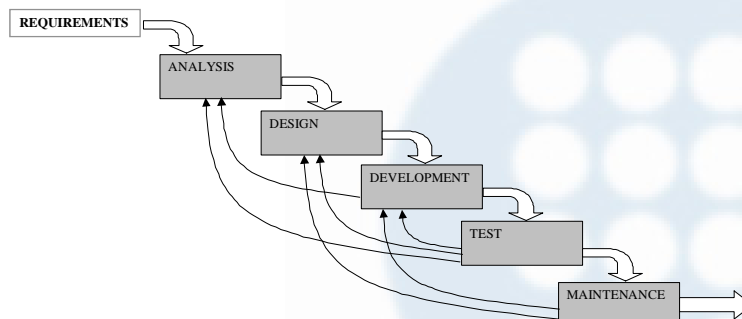 REQUIREMENTS
ANALYSIS
DESIGN
DEVELOPMENT
TEST
MAINTENANCE